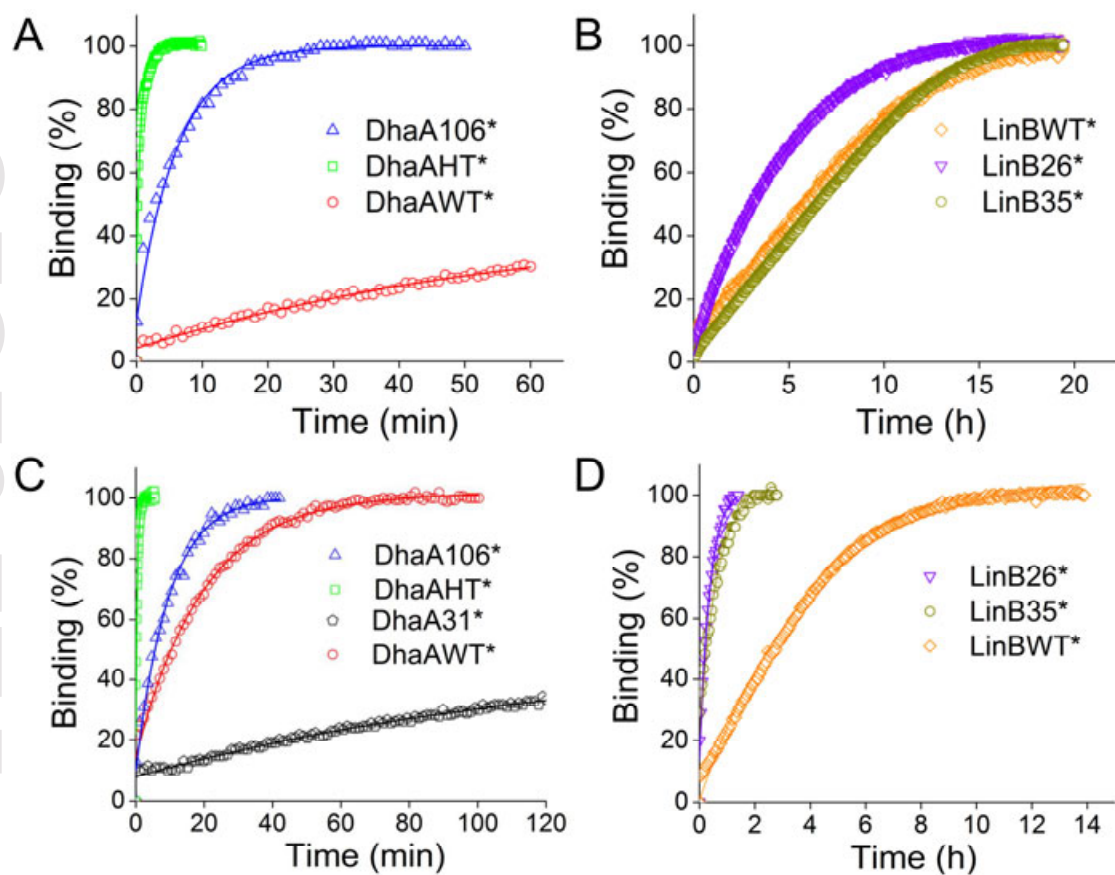 A
Binding (%)
100
80
60
40
20
0
DhaA106*
DhaAHT*
DhaAWT*
0 10 20 30 40 50 60
Time (min)
B
Binding (%)
100
80
60
40
20
0
LinBWT*
LinB26*
LinB35*
0 5 10 15 20
Time (h)
C
Binding (%)
100
80
60
40
20
0
DhaA106*
DhaAHT*
DhaA31*
DhaAWT*
0 20 40 60 80 100 120
Time (min)
D
Binding (%)
100
80
60
40
20
0
LinB26*
LinB35*
LinBWT*
0 2 4 6 8 10 12 14
Time (h)